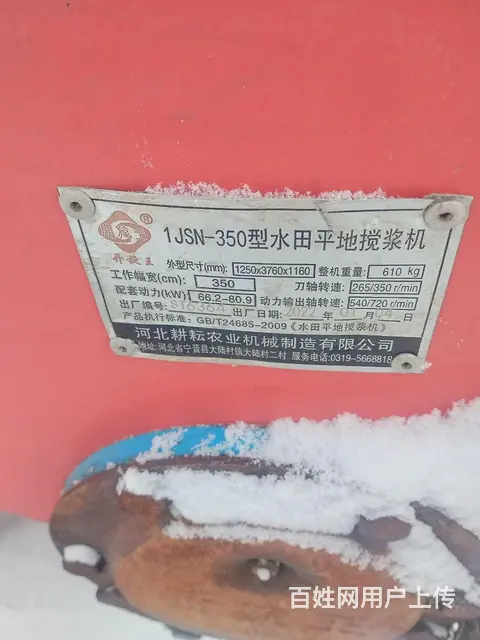 1JSN-350型水田平地搅浆机
®
昇旋王
外型尺寸(mm): 1250x3760x1160 整机重量: 610 kg
工作幅宽(cm): 350 刀轴转速: 265/350 r/min
配套动力(kW): 66.2-80.9 动力输出轴转速: 540/720 r/min
出厂编号: 出厂日期: 2022 年 01 月 04 日
产品执行标准: GB/T24685-2009《水田平地搅浆机》
河北耕耘农业机械制造有限公司
地址:河北省宁晋县大陆村镇大陆村二村 服务电话:0319-5668818
百姓网用户上传